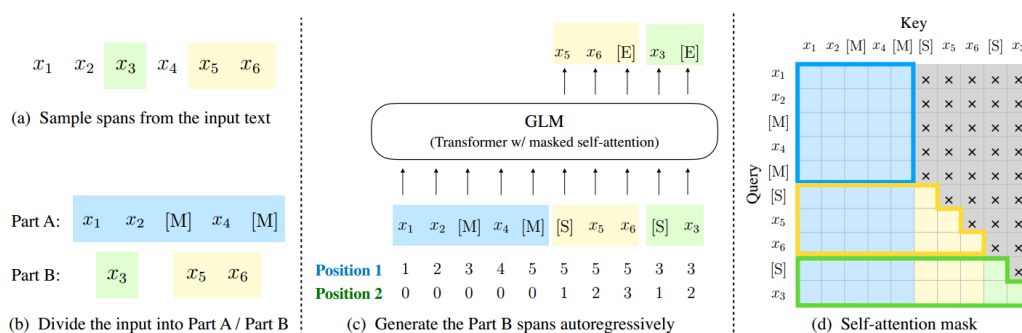 x1 x2 x3 x4 x5 x6
(a) Sample spans from the input text
Part A: x1 x2 [M] x4 [M]
Part B: x3 x5 x6
(b) Divide the input into Part A / Part B
x5 x6 [E] x3 [E]
GLM
(Transformer w/ masked self-attention)
x1 x2 [M] x4 [M] [S] x5 x6 [S] x3
Position 1 1 2 3 4 5 5 5 5 3 3
Position 2 0 0 0 0 0 1 2 3 1 2
(c) Generate the Part B spans autoregressively
Key
x1 x2 [M] x4 [M] [S] x5 x6 [S] x3
Query
x1 × × × × ×
x2 × × × × ×
[M] × × × × ×
x4 × × × × ×
[M] × × × × ×
[S] × × × ×
x5 × × ×
x6 × ×
[S] ×
x3
(d) Self-attention mask